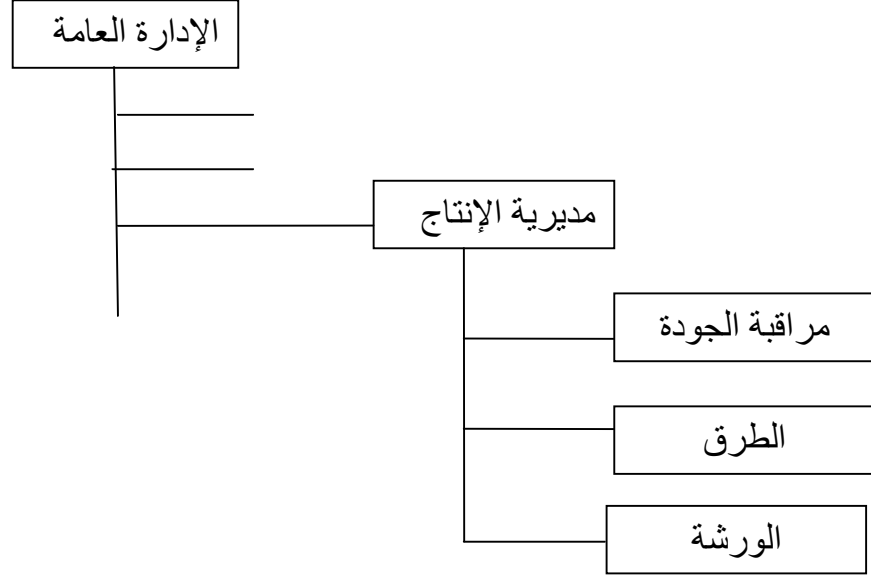 الإدارة العامة
مديرية الإنتاج
مراقبة الجودة
الطرق
الورشة